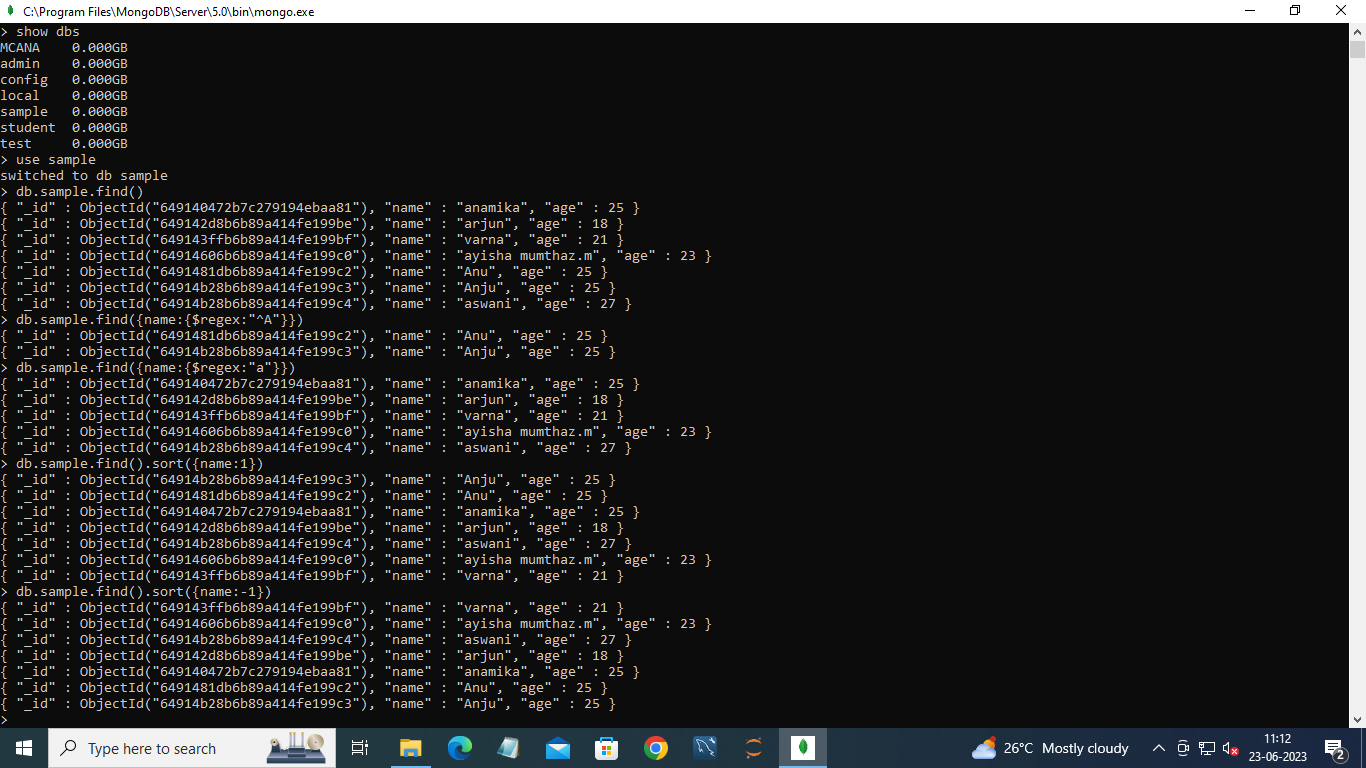 C:\Program Files\MongoDB\Server\5.0\bin\mongo.exe
> show dbs
MCANA    0.000GB
admin    0.000GB
config   0.000GB
local    0.000GB
sample   0.000GB
student  0.000GB
test     0.000GB
> use sample
switched to db sample
> db.sample.find()
{ "_id" : ObjectId("649140472b7c279194ebaa81"), "name" : "anamika", "age" : 25 }
{ "_id" : ObjectId("649142d8b6b89a414fe199be"), "name" : "arjun", "age" : 18 }
{ "_id" : ObjectId("649143ffb6b89a414fe199bf"), "name" : "varna", "age" : 21 }
{ "_id" : ObjectId("64914606b6b89a414fe199c0"), "name" : "ayisha mumthaz.m", "age" : 23 }
{ "_id" : ObjectId("6491481db6b89a414fe199c2"), "name" : "Anu", "age" : 25 }
{ "_id" : ObjectId("64914b28b6b89a414fe199c3"), "name" : "Anju", "age" : 25 }
{ "_id" : ObjectId("64914b28b6b89a414fe199c4"), "name" : "aswani", "age" : 27 }
> db.sample.find({name:{$regex:"^A"}})
{ "_id" : ObjectId("6491481db6b89a414fe199c2"), "name" : "Anu", "age" : 25 }
{ "_id" : ObjectId("64914b28b6b89a414fe199c3"), "name" : "Anju", "age" : 25 }
> db.sample.find({name:{$regex:"a"}})
{ "_id" : ObjectId("649140472b7c279194ebaa81"), "name" : "anamika", "age" : 25 }
{ "_id" : ObjectId("649142d8b6b89a414fe199be"), "name" : "arjun", "age" : 18 }
{ "_id" : ObjectId("649143ffb6b89a414fe199bf"), "name" : "varna", "age" : 21 }
{ "_id" : ObjectId("64914606b6b89a414fe199c0"), "name" : "ayisha mumthaz.m", "age" : 23 }
{ "_id" : ObjectId("64914b28b6b89a414fe199c4"), "name" : "aswani", "age" : 27 }
> db.sample.find().sort({name:1})
{ "_id" : ObjectId("64914b28b6b89a414fe199c3"), "name" : "Anju", "age" : 25 }
{ "_id" : ObjectId("6491481db6b89a414fe199c2"), "name" : "Anu", "age" : 25 }
{ "_id" : ObjectId("649140472b7c279194ebaa81"), "name" : "anamika", "age" : 25 }
{ "_id" : ObjectId("649142d8b6b89a414fe199be"), "name" : "arjun", "age" : 18 }
{ "_id" : ObjectId("64914b28b6b89a414fe199c4"), "name" : "aswani", "age" : 27 }
{ "_id" : ObjectId("64914606b6b89a414fe199c0"), "name" : "ayisha mumthaz.m", "age" : 23 }
{ "_id" : ObjectId("649143ffb6b89a414fe199bf"), "name" : "varna", "age" : 21 }
> db.sample.find().sort({name:-1})
{ "_id" : ObjectId("649143ffb6b89a414fe199bf"), "name" : "varna", "age" : 21 }
{ "_id" : ObjectId("64914606b6b89a414fe199c0"), "name" : "ayisha mumthaz.m", "age" : 23 }
{ "_id" : ObjectId("64914b28b6b89a414fe199c4"), "name" : "aswani", "age" : 27 }
{ "_id" : ObjectId("649142d8b6b89a414fe199be"), "name" : "arjun", "age" : 18 }
{ "_id" : ObjectId("649140472b7c279194ebaa81"), "name" : "anamika", "age" : 25 }
{ "_id" : ObjectId("6491481db6b89a414fe199c2"), "name" : "Anu", "age" : 25 }
{ "_id" : ObjectId("64914b28b6b89a414fe199c3"), "name" : "Anju", "age" : 25 }
>
Type here to search
26°C Mostly cloudy
11:12
23-06-2023
2